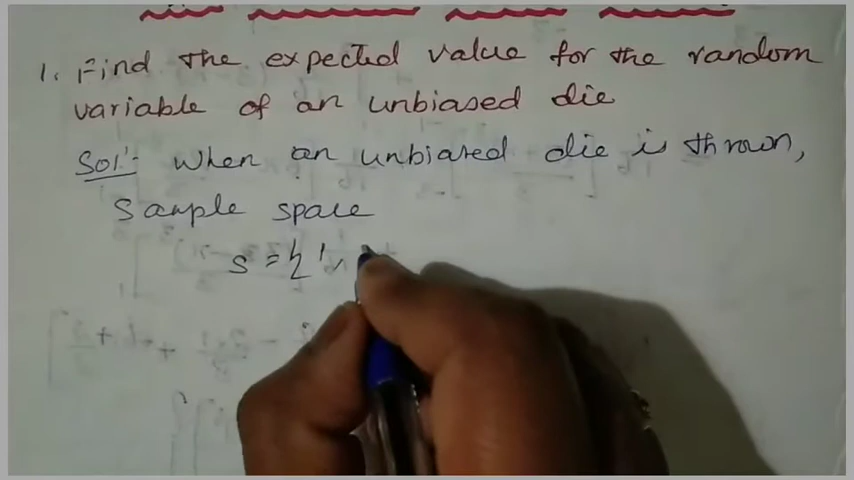 1. Find the expected value for the random
variable of an unbiased die
Sol:- When an unbiased die is thrown,
Sample space
S = { 1,